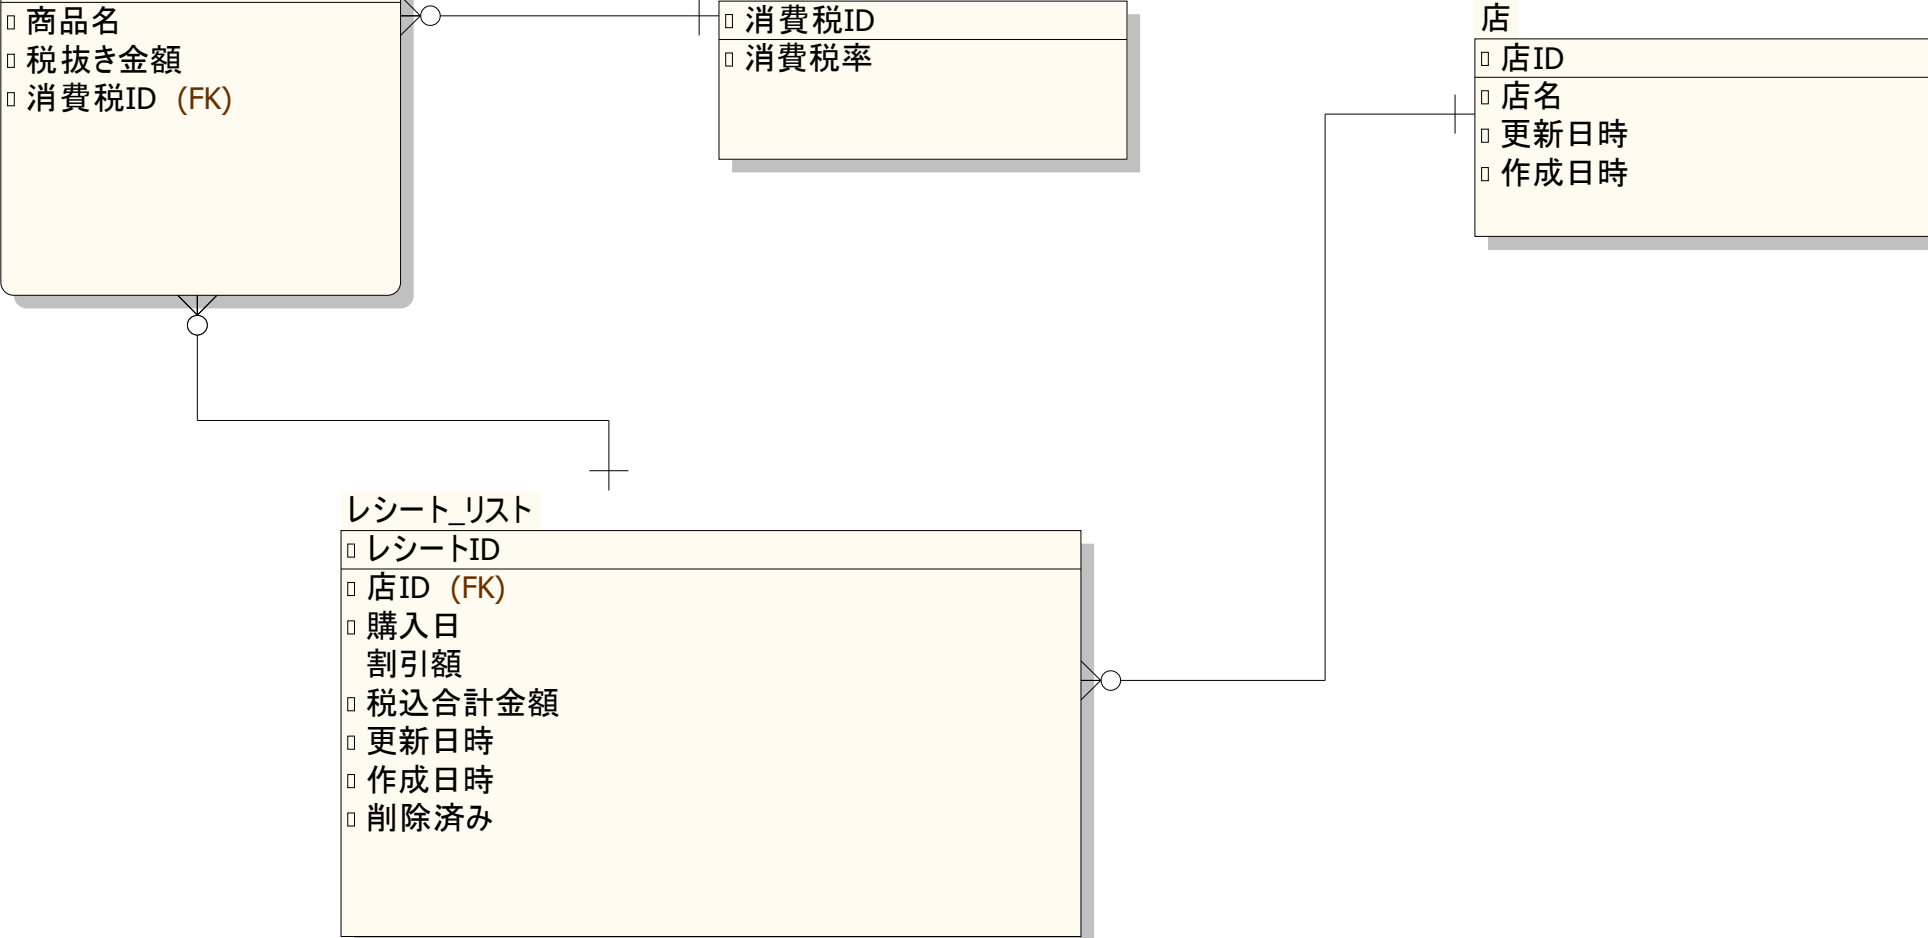 商品名
税抜き金額
消費税ID (FK)
消費税ID
消費税率
店
店ID
店名
更新日時
作成日時
レシート_リスト
レシートID
店ID (FK)
購入日
割引額
税込合計金額
更新日時
作成日時
削除済み